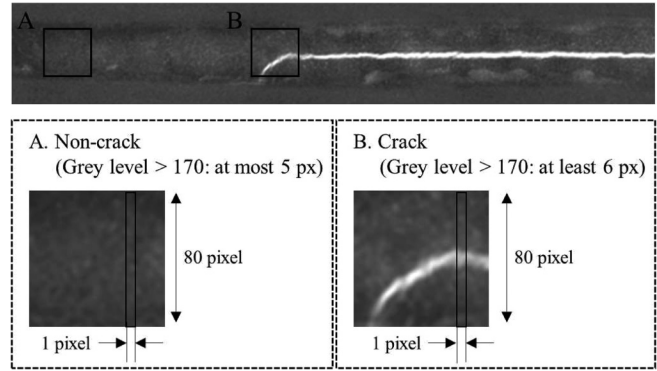 A
B
A. Non-crack
(Grey level > 170: at most 5 px)
80 pixel
1 pixel
B. Crack
(Grey level > 170: at least 6 px)
80 pixel
1 pixel